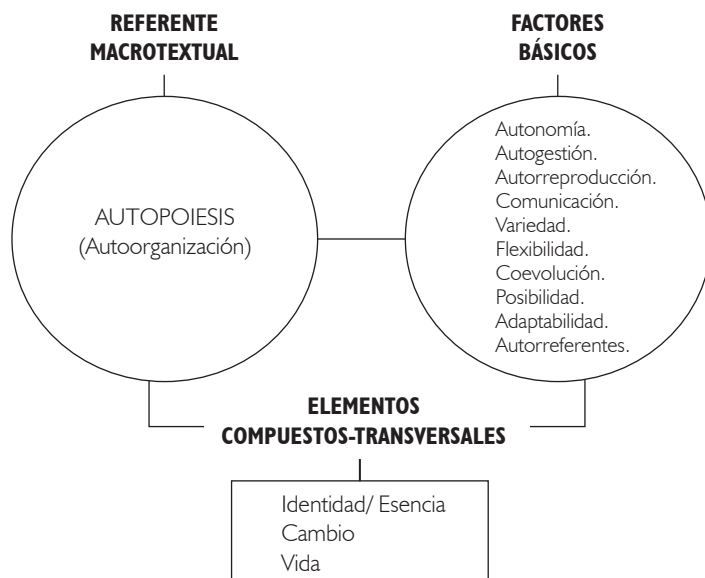 REFERENTE
MACROTEXTUAL
FACTORES
BÁSICOS
AUTOPOIESIS
(Autoorganización)
Autonomía.
Autogestión.
Autorreproducción.
Comunicación.
Variedad.
Flexibilidad.
Coevolución.
Posibilidad.
Adaptabilidad.
Autorreferentes.
ELEMENTOS
COMPUESTOS-TRANSVERSALES
Identidad/ Esencia
Cambio
Vida